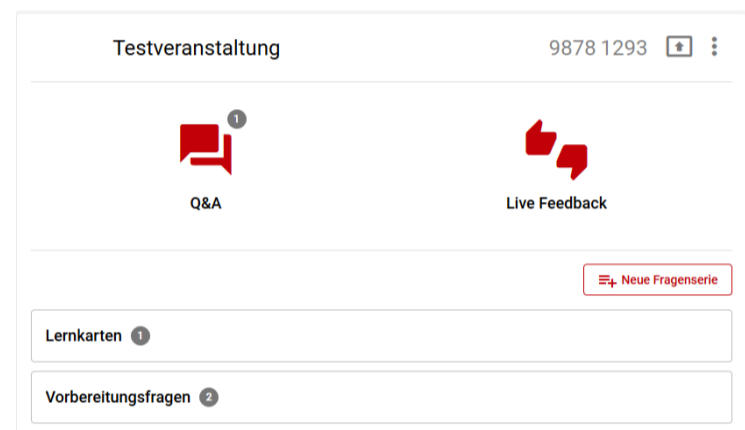 Testveranstaltung 9878 1293
1
Q&A Live Feedback
Neue Fragenserie
Lernkarten 1
Vorbereitungsfragen 2